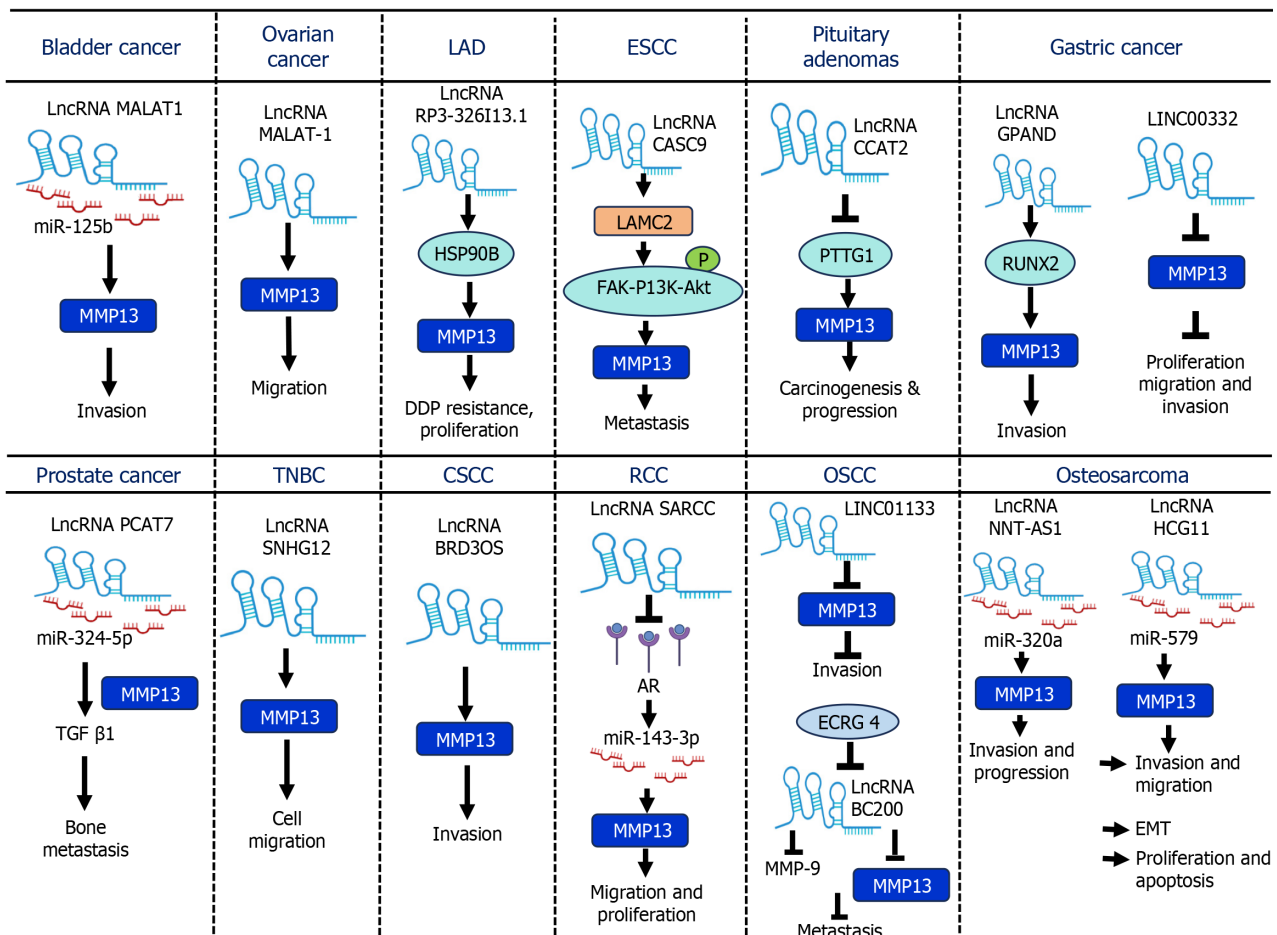 Bladder cancer
LncRNA MALAT1
miR-125b
MMP13
Invasion
Ovarian
cancer
LncRNA
MALAT-1
MMP13
Migration
LAD
LncRNA
RP3-326I13.1
HSP90B
MMP13
DDP resistance,
proliferation
ESCC
LncRNA
CASC9
LAMC2
P
FAK-P13K-Akt
MMP13
Metastasis
Pituitary
adenomas
LncRNA
CCAT2
PTTG1
MMP13
Carcinogenesis &
progression
Gastric cancer
LncRNA
GPAND
RUNX2
MMP13
Invasion
LINC00332
MMP13
Proliferation
migration and
invasion
Prostate cancer
LncRNA PCAT7
miR-324-5p
MMP13
TGF β1
Bone
metastasis
TNBC
LncRNA
SNHG12
MMP13
Cell
migration
CSCC
LncRNA
BRD3OS
MMP13
Invasion
RCC
LncRNA SARCC
AR
miR-143-3p
MMP13
Migration and
proliferation
OSCC
LINC01133
MMP13
Invasion
ECRG 4
LncRNA
BC200
MMP-9
MMP13
Metastasis
Osteosarcoma
LncRNA
NNT-AS1
miR-320a
MMP13
Invasion and
progression
LncRNA
HCG11
miR-579
MMP13
Invasion and
migration
EMT
Proliferation and
apoptosis